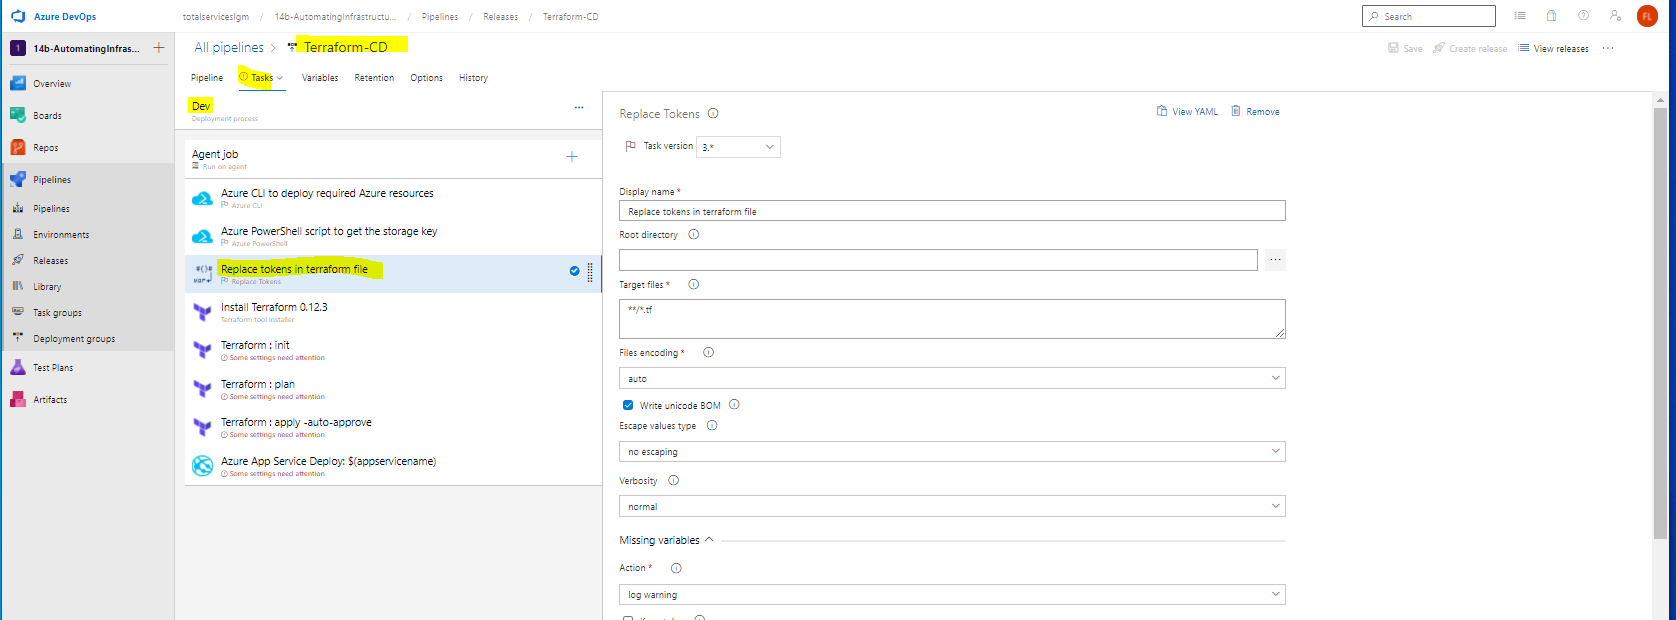 Azure DevOps
totalserviceslgm / 14b-AutomatingInfrastructu... / Pipelines / Releases / Terraform-CD
Search
FL
1 14b-AutomatingInfras...
All pipelines > Terraform-CD
Save
Create release
View releases
Pipeline
Tasks
Variables
Retention
Options
History
Overview
Boards
Repos
Pipelines
Pipelines
Environments
Releases
Library
Task groups
Deployment groups
Test Plans
Artifacts
Dev
Deployment process
Agent job
Run on agent
Azure CLI to deploy required Azure resources
Azure CLI
Azure PowerShell script to get the storage key
Azure PowerShell
Replace tokens in terraform file
Replace Tokens
Install Terraform 0.12.3
Terraform tool installer
Terraform : init
Some settings need attention
Terraform : plan
Some settings need attention
Terraform : apply -auto-approve
Some settings need attention
Azure App Service Deploy: $(appservicename)
Some settings need attention
Replace Tokens
View YAML
Remove
Task version 3.*
Display name *
Replace tokens in terraform file
Root directory
Target files *
**/*.tf
Files encoding *
auto
Write unicode BOM
Escape values type
no escaping
Verbosity
normal
Missing variables
Action *
log warning